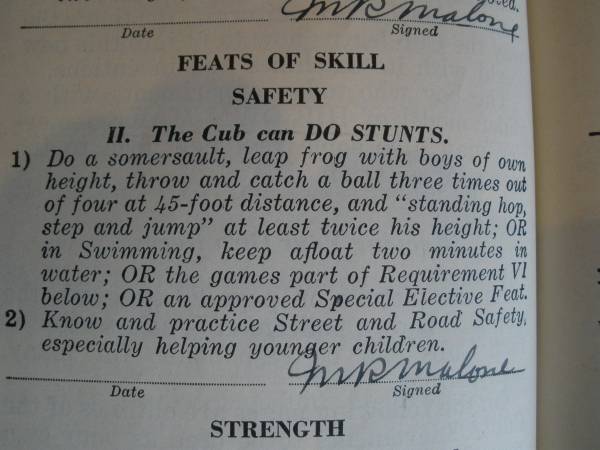 MR Malone
Date Signed
FEATS OF SKILL
SAFETY
II. The Cub can DO STUNTS.
1) Do a somersault, leap frog with boys of own
height, throw and catch a ball three times out
of four at 45-foot distance, and "standing hop,
step and jump" at least twice his height; OR
in Swimming, keep afloat two minutes in
water; OR the games part of Requirement VI
below; OR an approved Special Elective Feat.
2) Know and practice Street and Road Safety,
especially helping younger children.
MR Malone
Date Signed
STRENGTH